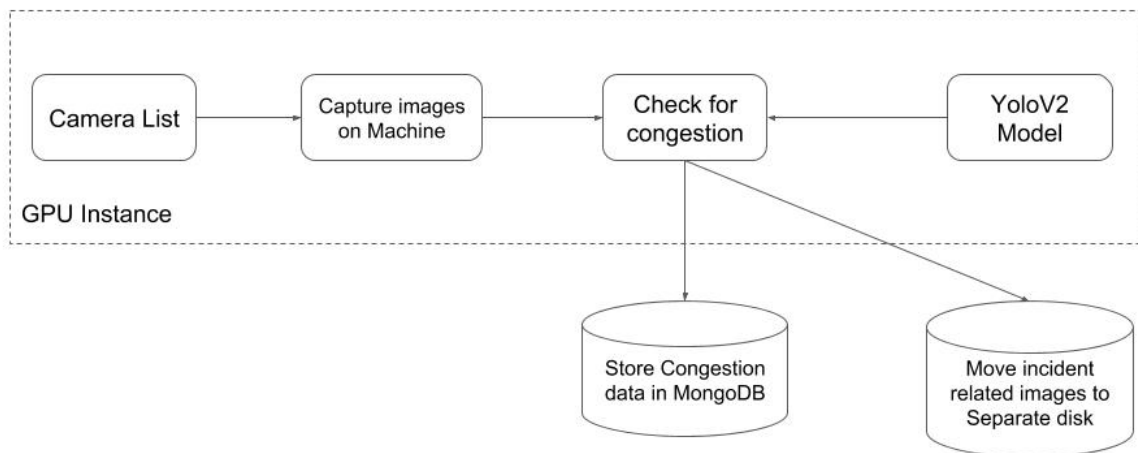 Camera List
Capture images
on Machine
Check for
congestion
YoloV2
Model
GPU Instance
Store Congestion
data in MongoDB
Move incident
related images to
Separate disk